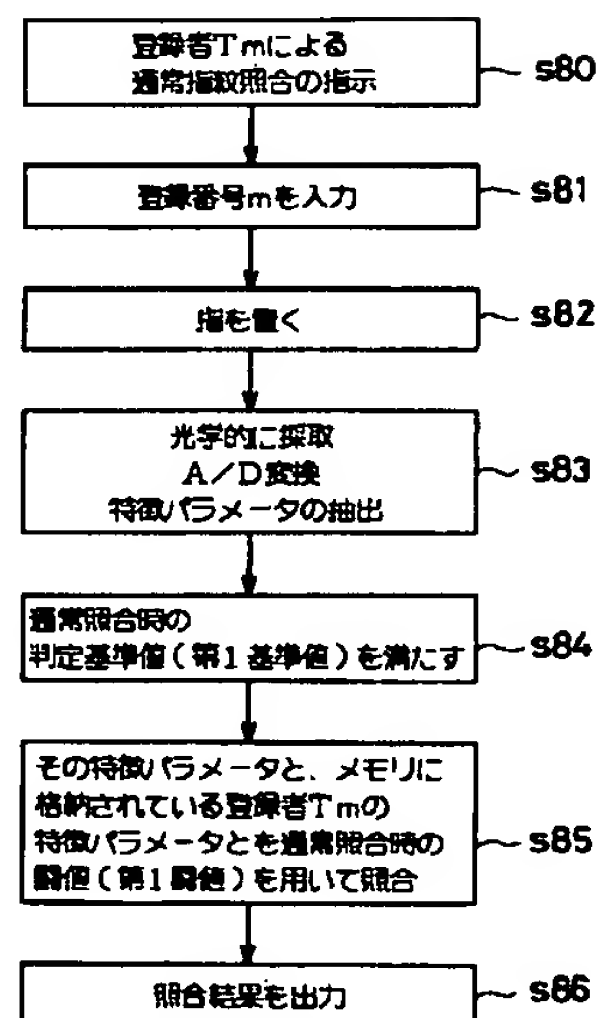 登録者Tmによる
通常指紋照合の指示
s80
登録番号mを入力
s81
指を置く
s82
光学的に採取
A/D変換
特徴パラメータの抽出
s83
通常照合時の
判定基準値(第1基準値)を満たす
s84
その特徴パラメータと、メモリに
格納されている登録者Tmの
特徴パラメータとを通常照合時の
閾値(第1閾値)を用いて照合
s85
照合結果を出力
s86